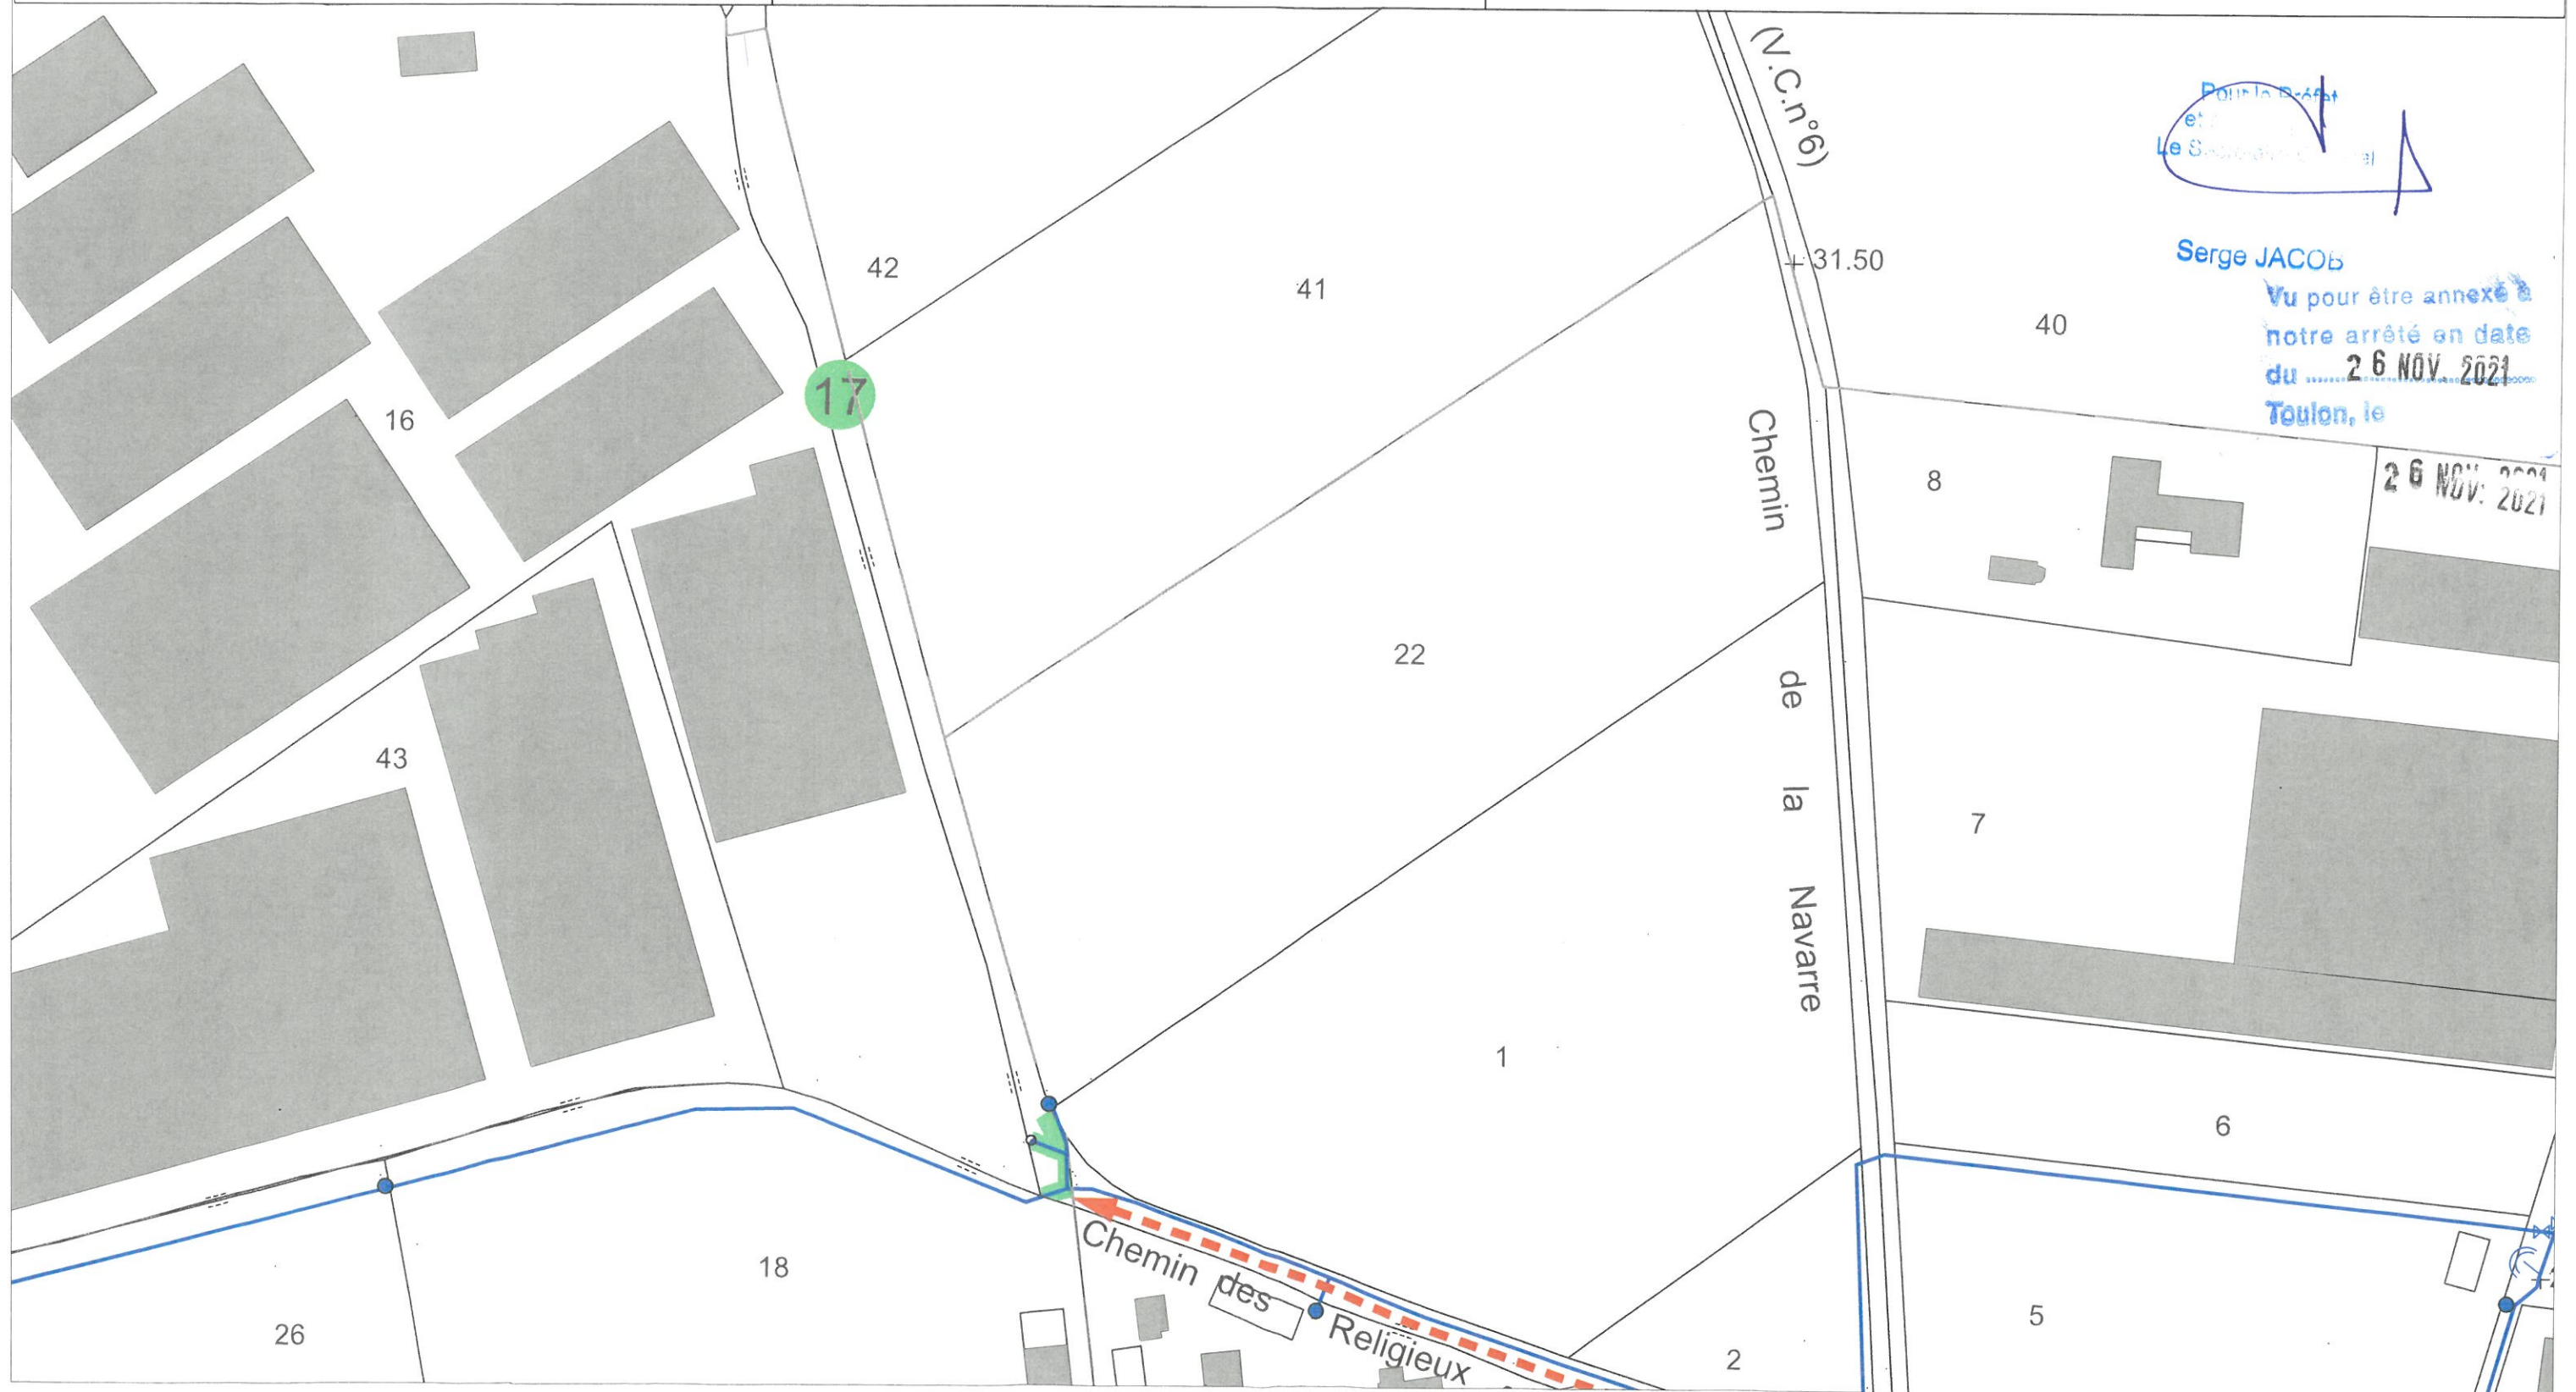 (V.C.n°6)
Pour le Préfet
et
Le
Serge JACOB
Vu pour être annexé à
notre arrêté en date
du ........ 26 NOV. 2021
Toulon, le
26 NOV. 2021
42
41
31.50
40
17
16
8
Chemin
22
de
43
la
7
Navarre
1
6
18
Chemin des
Religieux
26
5
2